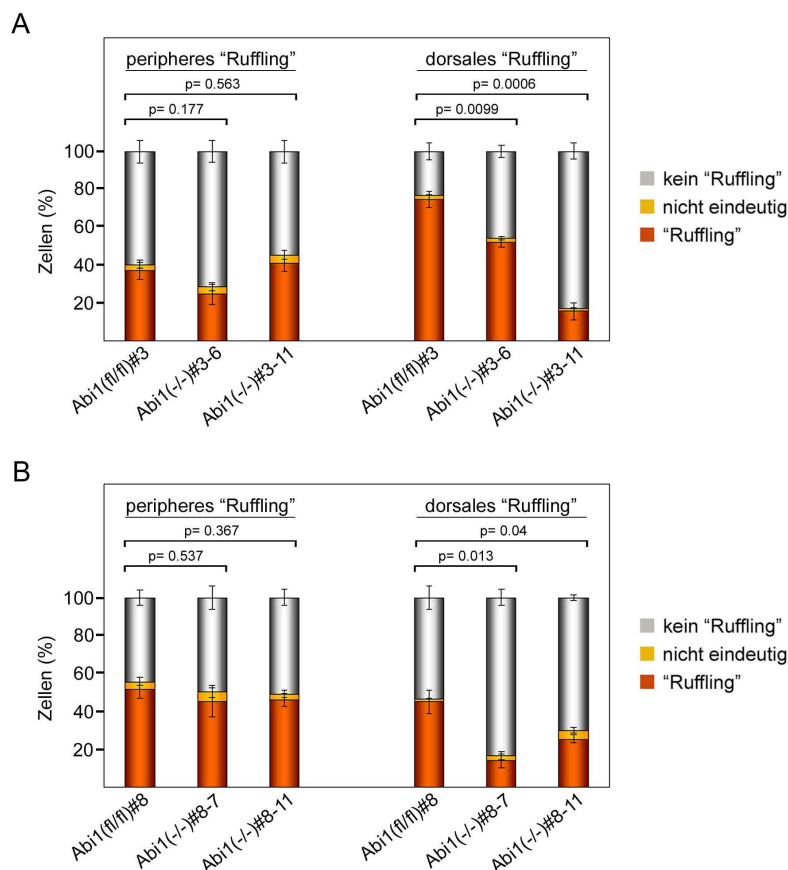 A
peripheres “Ruffling”
dorsales “Ruffling”
p= 0.563
p= 0.0006
p= 0.177
p= 0.0099
100
80
60
40
20
Zellen (%)
kein “Ruffling”
nicht eindeutig
“Ruffling”
Abi1(fl/fl)#3
Abi1(-/-)#3-6
Abi1(-/-)#3-11
Abi1(fl/fl)#3
Abi1(-/-)#3-6
Abi1(-/-)#3-11
B
peripheres “Ruffling”
dorsales “Ruffling”
p= 0.367
p= 0.04
p= 0.537
p= 0.013
100
80
60
40
20
Zellen (%)
kein “Ruffling”
nicht eindeutig
“Ruffling”
Abi1(fl/fl)#8
Abi1(-/-)#8-7
Abi1(-/-)#8-11
Abi1(fl/fl)#8
Abi1(-/-)#8-7
Abi1(-/-)#8-11